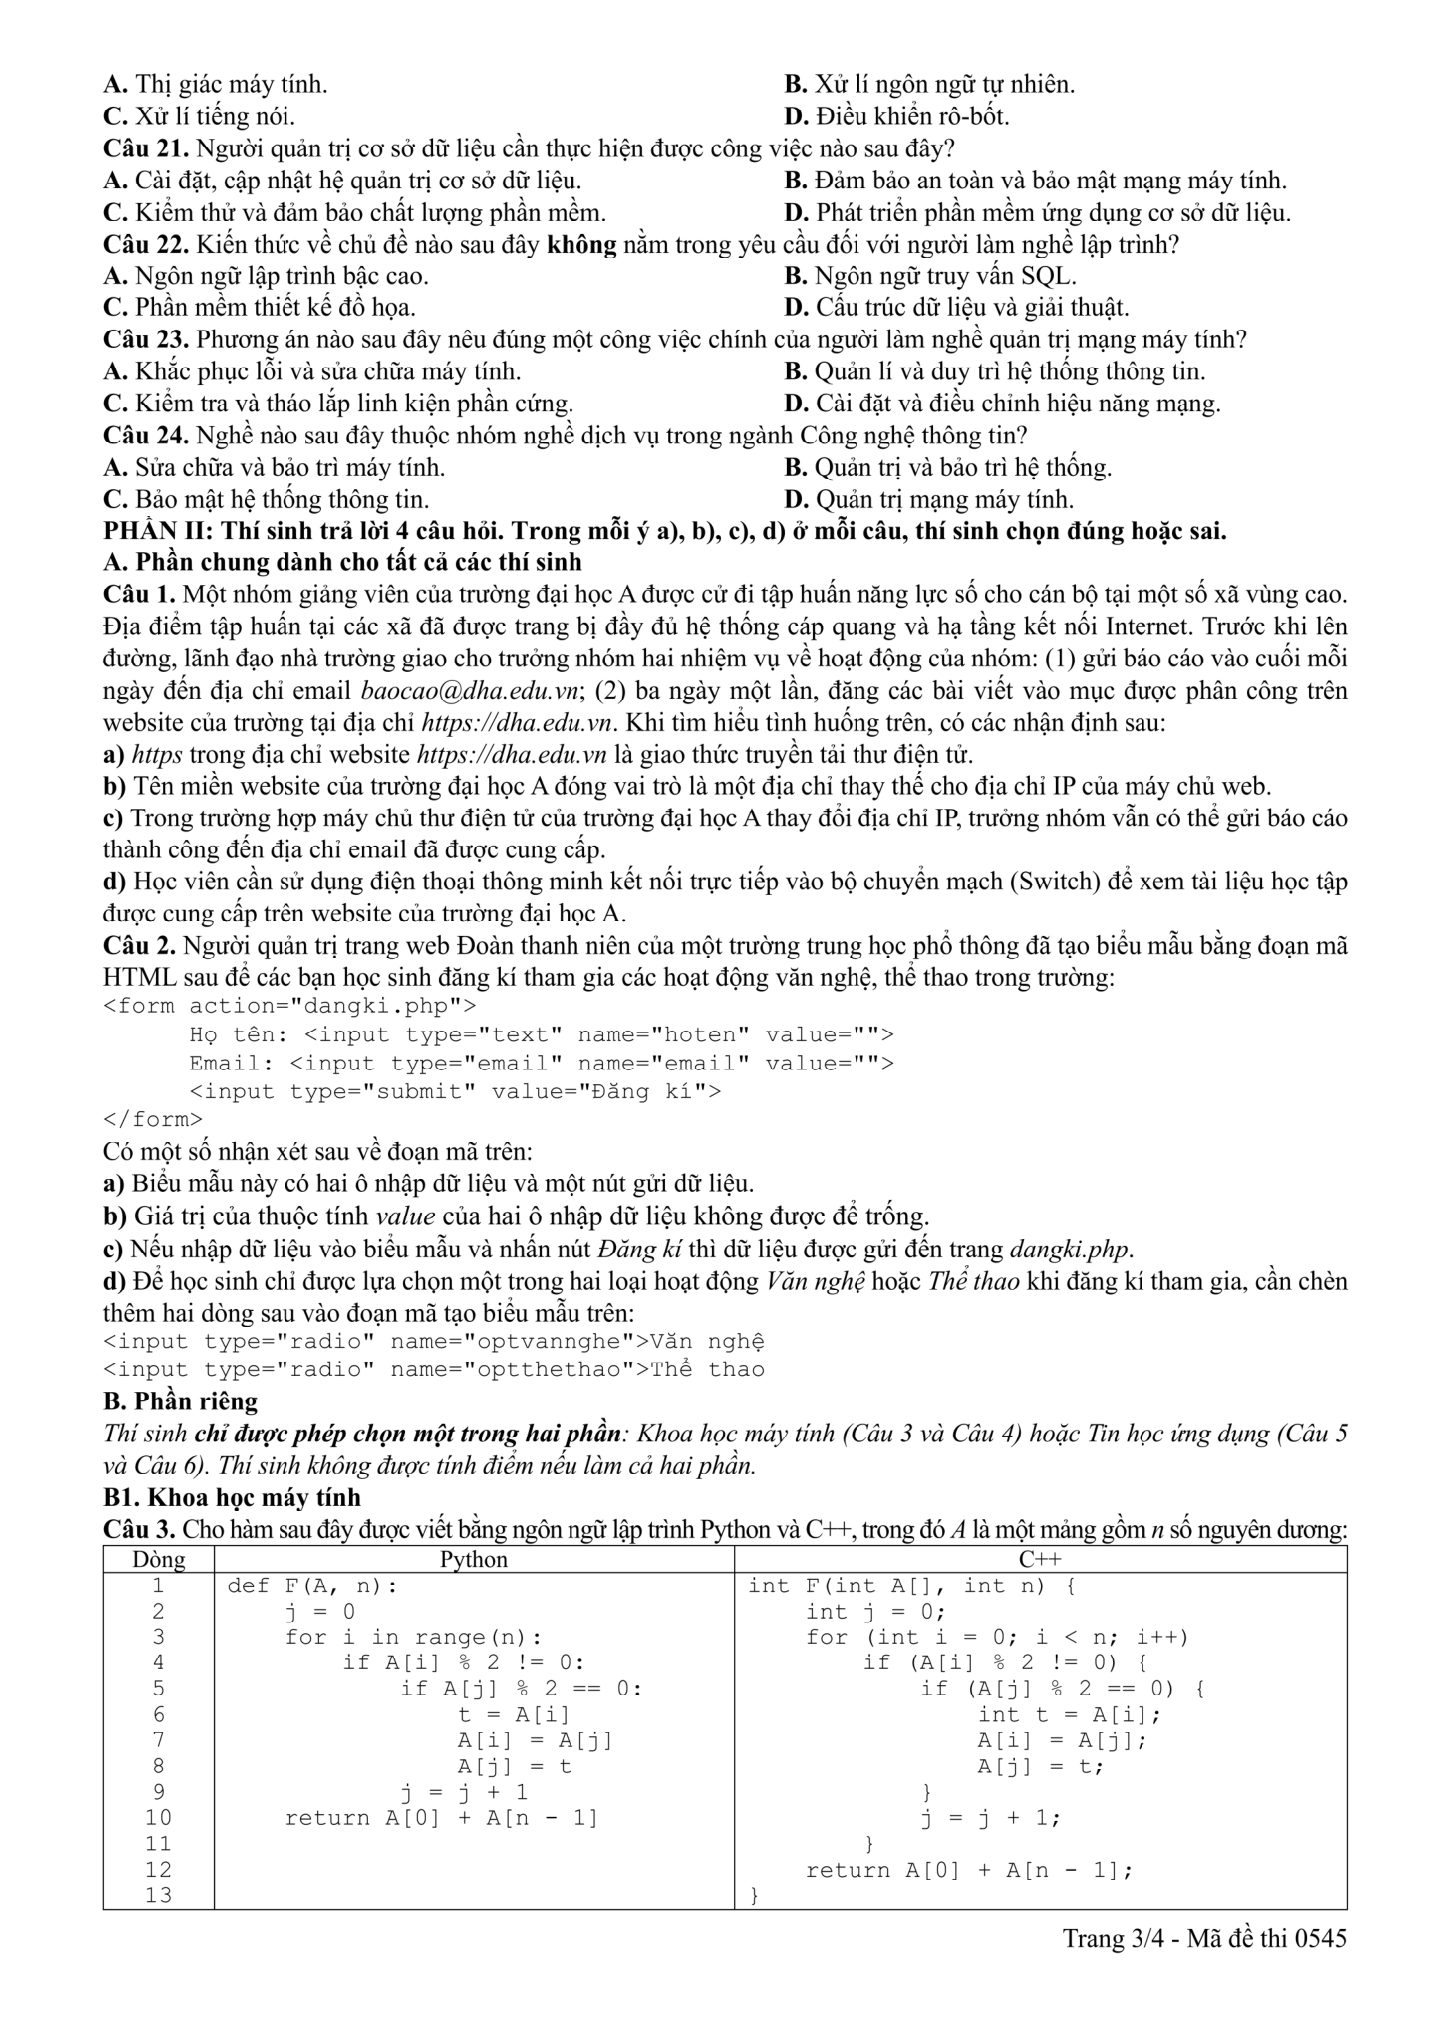 A. Thị giác máy tính. B. Xử lí ngôn ngữ tự nhiên.
C. Xử lí tiếng nói. D. Điều khiển rô-bốt.
Câu 21. Người quản trị cơ sở dữ liệu cần thực hiện được công việc nào sau đây?
A. Cài đặt, cập nhật hệ quản trị cơ sở dữ liệu. B. Đảm bảo an toàn và bảo mật mạng máy tính.
C. Kiểm thử và đảm bảo chất lượng phần mềm. D. Phát triển phần mềm ứng dụng cơ sở dữ liệu.
Câu 22. Kiến thức về chủ đề nào sau đây không nằm trong yêu cầu đối với người làm nghề lập trình?
A. Ngôn ngữ lập trình bậc cao. B. Ngôn ngữ truy vấn SQL.
C. Phần mềm thiết kế đồ họa. D. Cấu trúc dữ liệu và giải thuật.
Câu 23. Phương án nào sau đây nêu đúng một công việc chính của người làm nghề quản trị mạng máy tính?
A. Khắc phục lỗi và sửa chữa máy tính. B. Quản lí và duy trì hệ thống thông tin.
C. Kiểm tra và tháo lắp linh kiện phần cứng. D. Cài đặt và điều chỉnh hiệu năng mạng.
Câu 24. Nghề nào sau đây thuộc nhóm nghề dịch vụ trong ngành Công nghệ thông tin?
A. Sửa chữa và bảo trì máy tính. B. Quản trị và bảo trì hệ thống.
C. Bảo mật hệ thống thông tin. D. Quản trị mạng máy tính.
PHẦN II: Thí sinh trả lời 4 câu hỏi. Trong mỗi ý a), b), c), d) ở mỗi câu, thí sinh chọn đúng hoặc sai.
A. Phần chung dành cho tất cả các thí sinh
Câu 1. Một nhóm giảng viên của trường đại học A được cử đi tập huấn năng lực số cho cán bộ tại một số xã vùng cao.
Địa điểm tập huấn tại các xã đã được trang bị đầy đủ hệ thống cáp quang và hạ tầng kết nối Internet. Trước khi lên
đường, lãnh đạo nhà trường giao cho trưởng nhóm hai nhiệm vụ về hoạt động của nhóm: (1) gửi báo cáo vào cuối mỗi
ngày đến địa chỉ email baocao@dha.edu.vn; (2) ba ngày một lần, đăng các bài viết vào mục được phân công trên
website của trường tại địa chỉ https://dha.edu.vn. Khi tìm hiểu tình huống trên, có các nhận định sau:
a) https trong địa chỉ website https://dha.edu.vn là giao thức truyền tải thư điện tử.
b) Tên miền website của trường đại học A đóng vai trò là một địa chỉ thay thế cho địa chỉ IP của máy chủ web.
c) Trong trường hợp máy chủ thư điện tử của trường đại học A thay đổi địa chỉ IP, trưởng nhóm vẫn có thể gửi báo cáo
thành công đến địa chỉ email đã được cung cấp.
d) Học viên cần sử dụng điện thoại thông minh kết nối trực tiếp vào bộ chuyển mạch (Switch) để xem tài liệu học tập
được cung cấp trên website của trường đại học A.
Câu 2. Người quản trị trang web Đoàn thanh niên của một trường trung học phổ thông đã tạo biểu mẫu bằng đoạn mã
HTML sau để các bạn học sinh đăng kí tham gia các hoạt động văn nghệ, thể thao trong trường:
<form action="dangki.php">
Họ tên: <input type="text" name="hoten" value="">
Email: <input type="email" name="email" value="">
<input type="submit" value="Đăng kí">
</form>
Có một số nhận xét sau về đoạn mã trên:
a) Biểu mẫu này có hai ô nhập dữ liệu và một nút gửi dữ liệu.
b) Giá trị của thuộc tính value của hai ô nhập dữ liệu không được để trống.
c) Nếu nhập dữ liệu vào biểu mẫu và nhấn nút Đăng kí thì dữ liệu được gửi đến trang dangki.php.
d) Để học sinh chỉ được lựa chọn một trong hai loại hoạt động Văn nghệ hoặc Thể thao khi đăng kí tham gia, cần chèn
thêm hai dòng sau vào đoạn mã tạo biểu mẫu trên:
<input type="radio" name="optvannghe">Văn nghệ
<input type="radio" name="optthethao">Thể thao
B. Phần riêng
Thí sinh chỉ được phép chọn một trong hai phần: Khoa học máy tính (Câu 3 và Câu 4) hoặc Tin học ứng dụng (Câu 5
và Câu 6). Thí sinh không được tính điểm nếu làm cả hai phần.
B1. Khoa học máy tính
Câu 3. Cho hàm sau đây được viết bằng ngôn ngữ lập trình Python và C++, trong đó A là một mảng gồm n số nguyên dương:
Dòng Python C++
1 def F(A, n): int F(int A[], int n) {
2 j = 0 int j = 0;
3 for i in range(n): for (int i = 0; i < n; i++)
4 if A[i] % 2 != 0: if (A[i] % 2 != 0) {
5 if A[j] % 2 == 0: if (A[j] % 2 == 0) {
6 t = A[i] int t = A[i];
7 A[i] = A[j] A[i] = A[j];
8 A[j] = t A[j] = t;
9 j = j + 1 }
10 return A[0] + A[n - 1] j = j + 1;
11 }
12 return A[0] + A[n - 1];
13 }
Trang 3/4 - Mã đề thi 0545